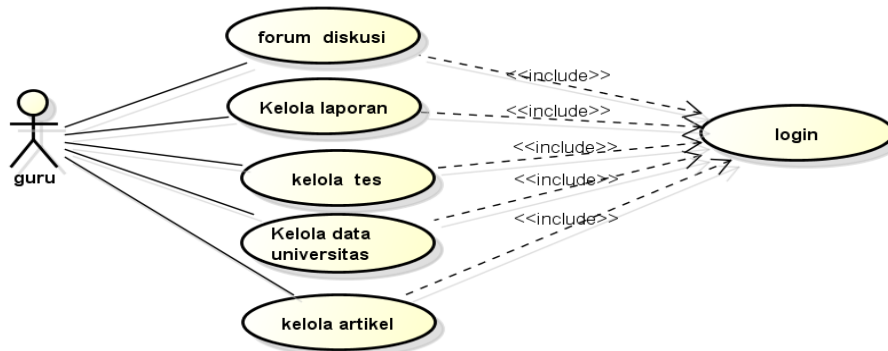 forum diskusi
<<include>>
Kelola laporan
<<include>>
login
<<include>>
kelola tes
guru
<<include>>
Kelola data
universitas
<<include>>
kelola artikel